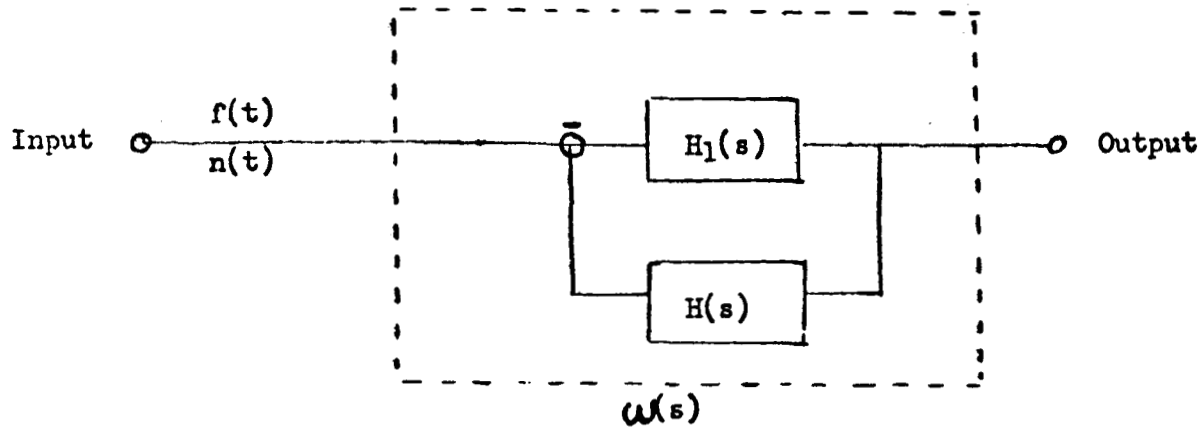 f(t)
Input
n(t)
-
H1(s)
Output
H(s)
ω(s)